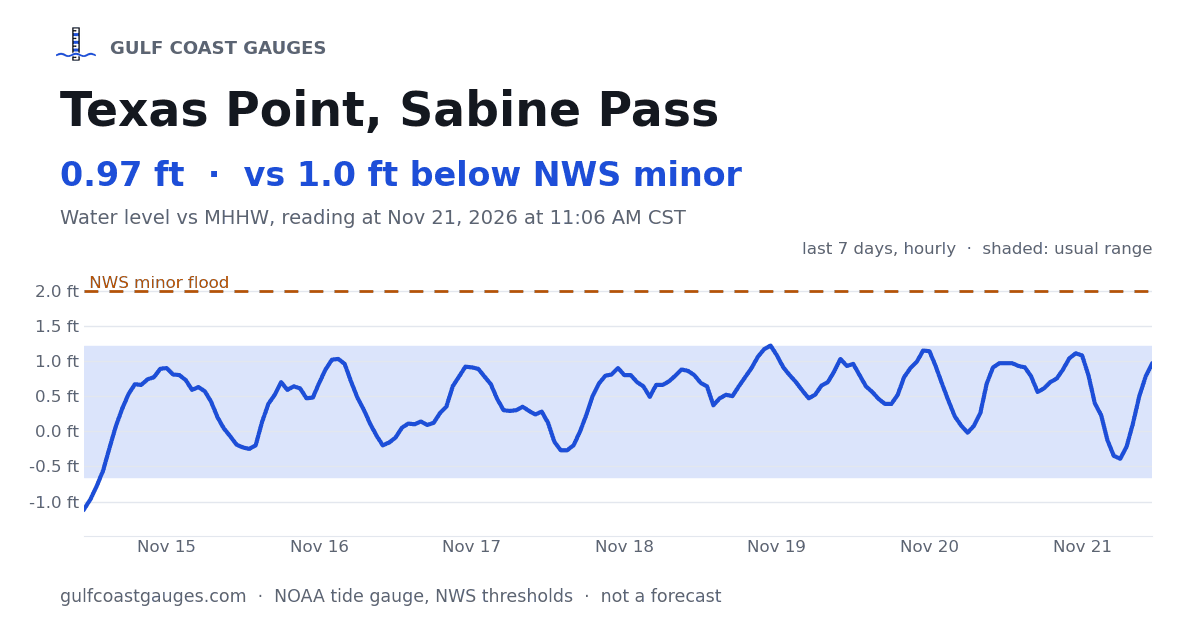 GULF COAST GAUGES
Texas Point, Sabine Pass
0.97 ft · vs 1.0 ft below NWS minor
Water level vs MHHW, reading at Nov 21, 2026 at 11:06 AM CST
last 7 days, hourly · shaded: usual range
NWS minor flood
2.0 ft
1.5 ft
1.0 ft
0.5 ft
0.0 ft
-0.5 ft
-1.0 ft
Nov 15
Nov 16
Nov 17
Nov 18
Nov 19
Nov 20
Nov 21
gulfcoastgauges.com · NOAA tide gauge, NWS thresholds · not a forecast